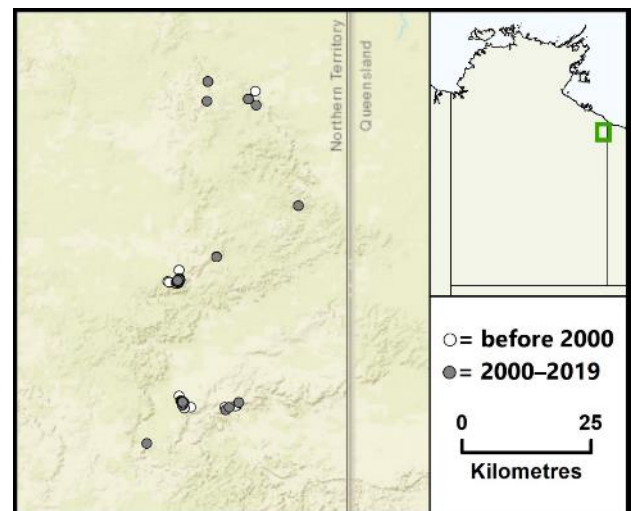 Northern Territory
Queensland
= before 2000
= 2000–2019
0 25
Kilometres